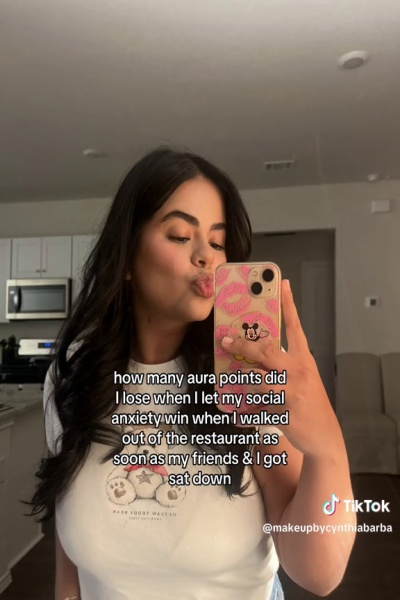 how many aura points did
I lose when I let my social
anxiety win when I walked
out of the restaurant as
soon as my friends & I got
sat down
TikTok
@makeupbycynthiabarba